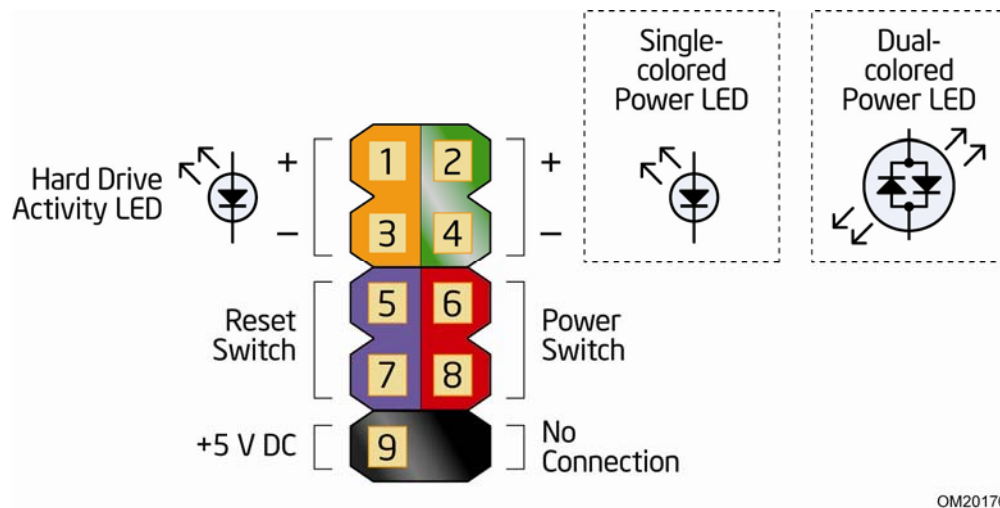 Single-
colored
Power LED
Dual-
colored
Power LED
Hard Drive
Activity LED
+
−
1 2
3 4
+
−
Reset
Switch
5 6
7 8
Power
Switch
+5 V DC
9
No
Connection
OM20170